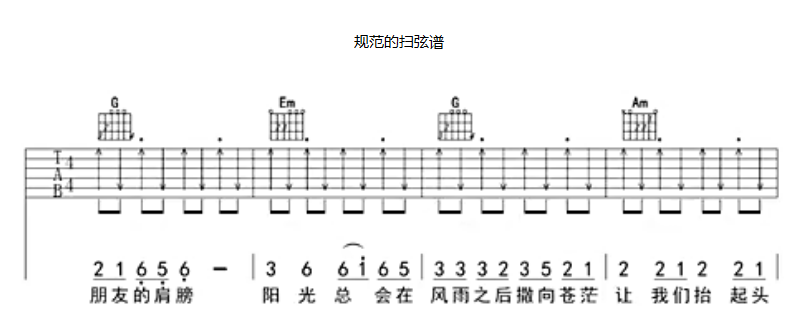 规范的扫弦谱
G Em G Am
T
A
B
4
4
2 1 6 5 6 — 3 6 6 1 6 5 3 3 3 2 3 5 2 1 2 2 1 2 2 1
朋友的肩膀 阳光总会在风雨之后撒向苍茫 让我们抬起头